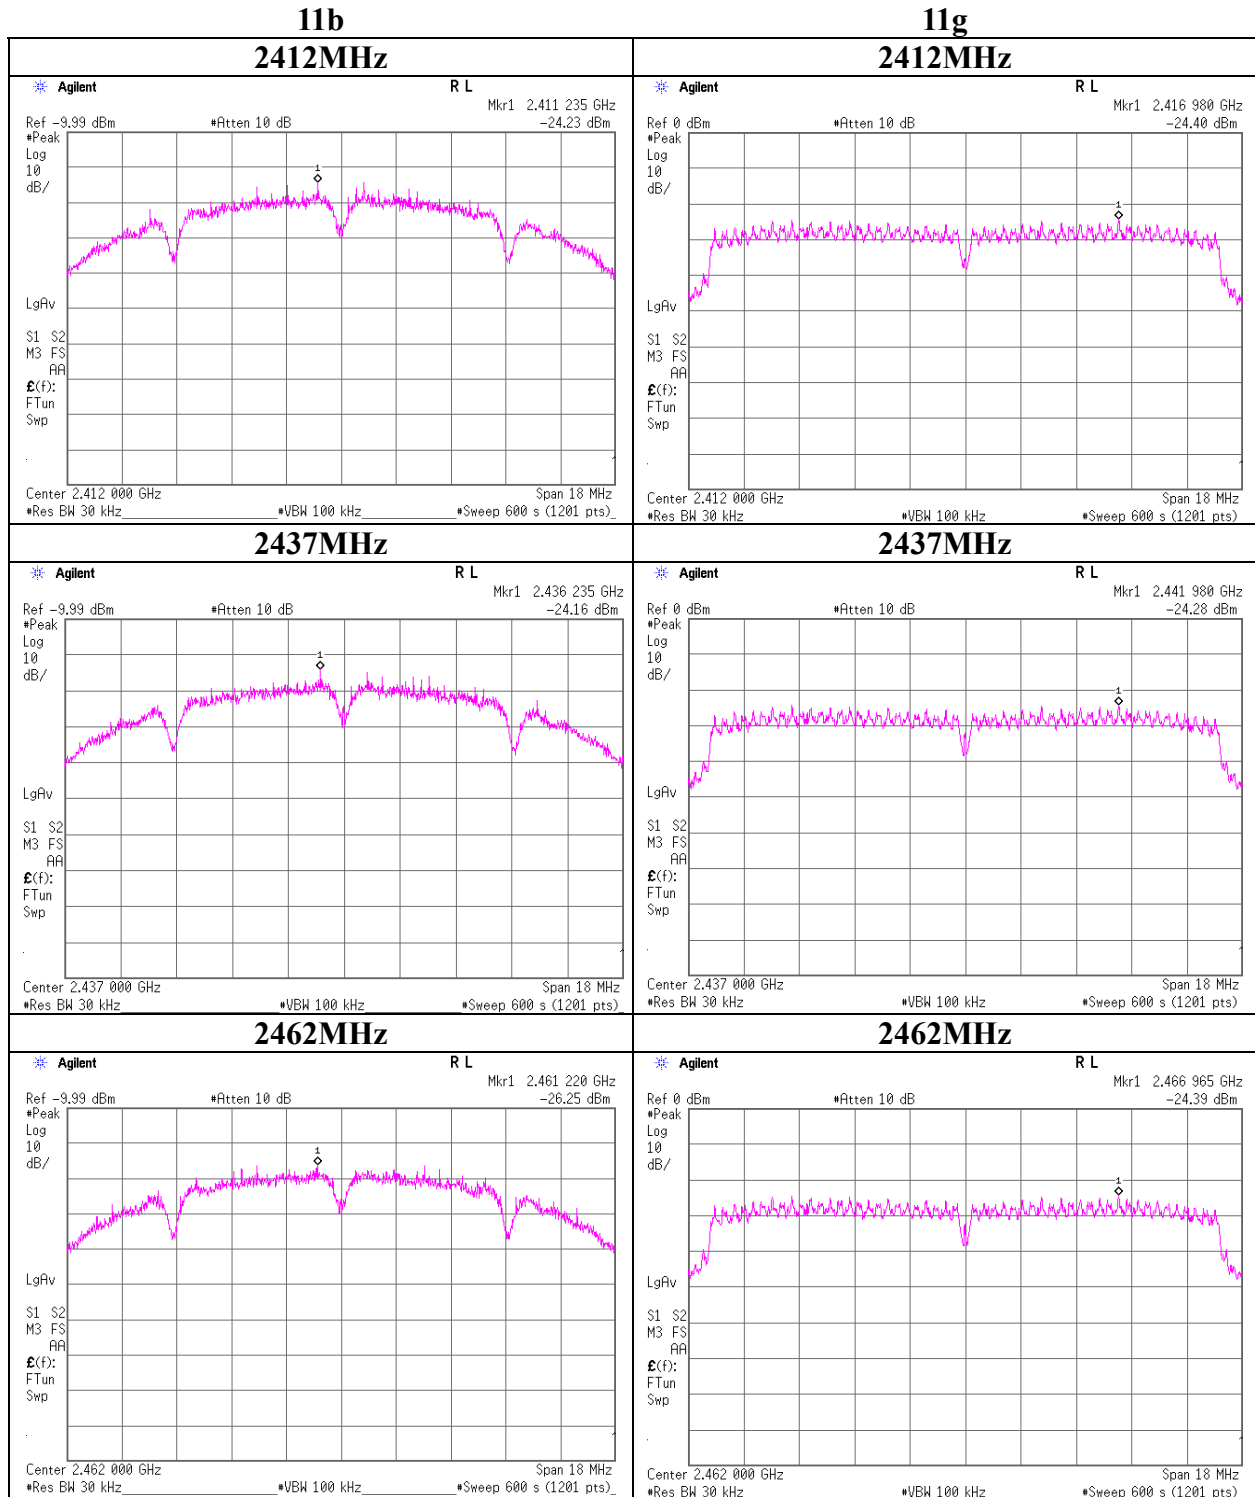 11b 11g
2412MHz 2412MHz
Agilent R L
Mkr1 2.411 235 GHz
Ref -9.99 dBm #Atten 10 dB -24.23 dBm
#Peak
Log
10
dB/
1
LgAv
S1 S2
M3 FS
AA
£(f):
FTun
Swp
Center 2.412 000 GHz Span 18 MHz
#Res BW 30 kHz #VBW 100 kHz #Sweep 600 s (1201 pts)
Agilent R L
Mkr1 2.416 980 GHz
Ref 0 dBm #Atten 10 dB -24.40 dBm
#Peak
Log
10
dB/
1
LgAv
S1 S2
M3 FS
AA
£(f):
FTun
Swp
Center 2.412 000 GHz Span 18 MHz
#Res BW 30 kHz #VBW 100 kHz #Sweep 600 s (1201 pts)
2437MHz 2437MHz
Agilent R L
Mkr1 2.436 235 GHz
Ref -9.99 dBm #Atten 10 dB -24.16 dBm
#Peak
Log
10
dB/
1
LgAv
S1 S2
M3 FS
AA
£(f):
FTun
Swp
Center 2.437 000 GHz Span 18 MHz
#Res BW 30 kHz #VBW 100 kHz #Sweep 600 s (1201 pts)
Agilent R L
Mkr1 2.441 980 GHz
Ref 0 dBm #Atten 10 dB -24.28 dBm
#Peak
Log
10
dB/
1
LgAv
S1 S2
M3 FS
AA
£(f):
FTun
Swp
Center 2.437 000 GHz Span 18 MHz
#Res BW 30 kHz #VBW 100 kHz #Sweep 600 s (1201 pts)
2462MHz 2462MHz
Agilent R L
Mkr1 2.461 220 GHz
Ref -9.99 dBm #Atten 10 dB -26.25 dBm
#Peak
Log
10
dB/
1
LgAv
S1 S2
M3 FS
AA
£(f):
FTun
Swp
Center 2.462 000 GHz Span 18 MHz
#Res BW 30 kHz #VBW 100 kHz #Sweep 600 s (1201 pts)
Agilent R L
Mkr1 2.466 965 GHz
Ref 0 dBm #Atten 10 dB -24.39 dBm
#Peak
Log
10
dB/
1
LgAv
S1 S2
M3 FS
AA
£(f):
FTun
Swp
Center 2.462 000 GHz Span 18 MHz
#Res BW 30 kHz #VBW 100 kHz #Sweep 600 s (1201 pts)